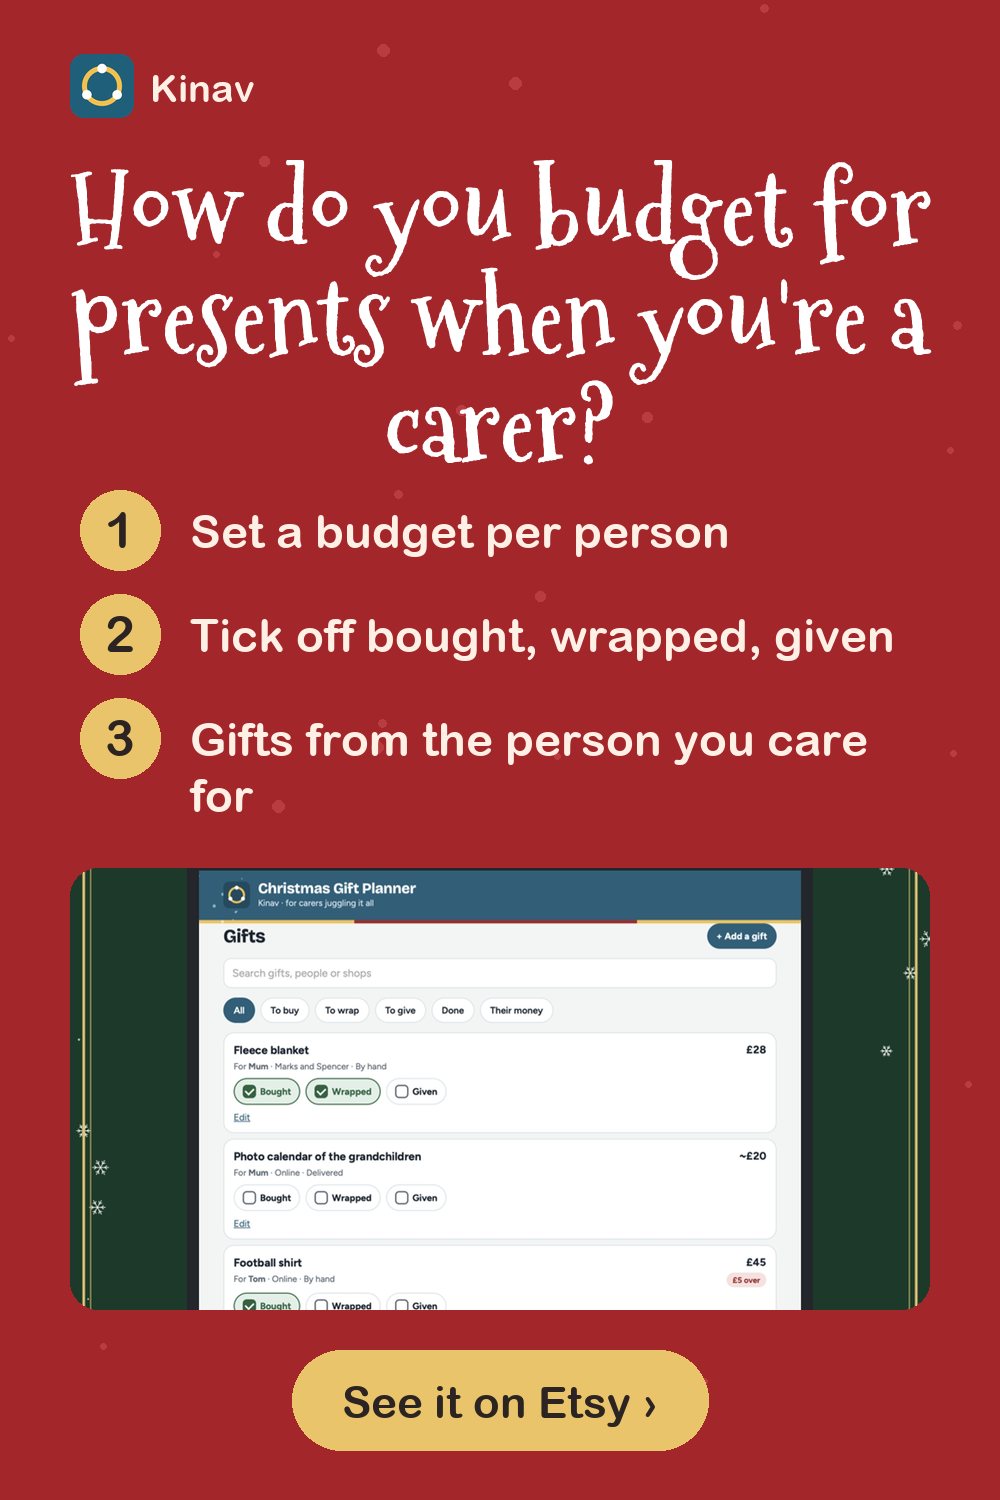 Kinav
How do you budget for
presents when you're a
carer?
1 Set a budget per person
2 Tick off bought, wrapped, given
3 Gifts from the person you care
for
Christmas Gift Planner
Kinav · for carers juggling it all
Gifts
+ Add a gift
Search gifts, people or shops
All To buy To wrap To give Done Their money
Fleece blanket £28
For Mum · Marks and Spencer · By hand
Bought Wrapped Given
Edit
Photo calendar of the grandchildren ~£20
For Mum · Online · Delivered
Bought Wrapped Given
Edit
Football shirt £45
For Tom · Online · By hand £5 over
Bought Wrapped Given
See it on Etsy ›